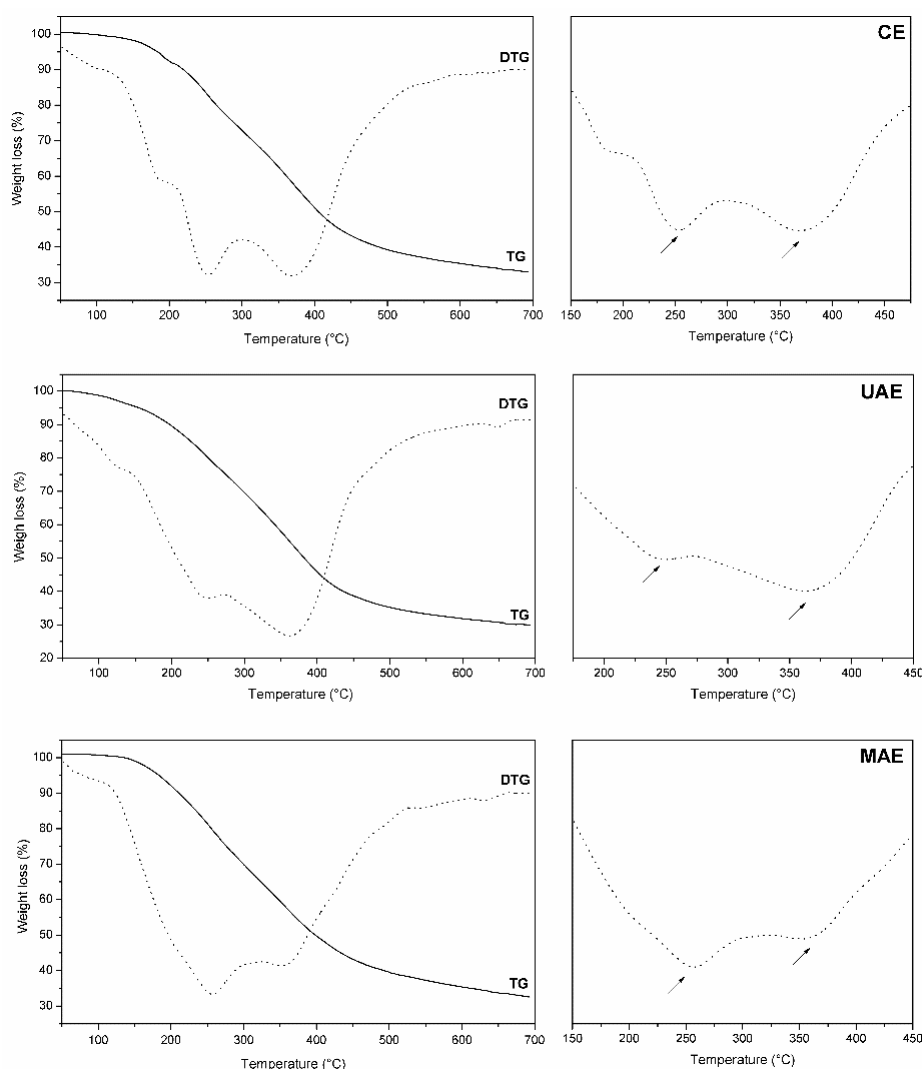 CE
DTG
TG
Weight loss (%)
100
90
80
70
60
50
40
30
100 200 300 400 500 600 700
Temperature (°C)
150 200 250 300 350 400 450
Temperature (°C)
UAE
DTG
TG
Weigh loss (%)
100
90
80
70
60
50
40
30
20
100 200 300 400 500 600 700
Temperature (°C)
200 250 300 350 400 450
Temperature (°C)
MAE
DTG
TG
Weight loss (%)
100
90
80
70
60
50
40
30
100 200 300 400 500 600 700
Temperature (°C)
150 200 250 300 350 400 450
Temperature (°C)